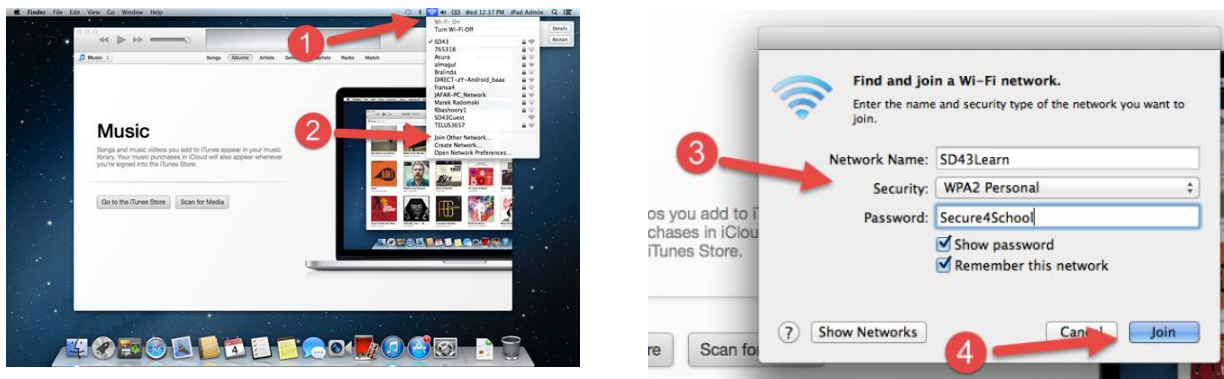 Finder File Edit View Go Window Help
Wed 12:37 PM iPad Admin
Wi-Fi: On
Turn Wi-Fi Off
✓ SD43
765318
Acura
almagul
Bralinda
DIRECT-zY-Android_baaa
fransa4
JAFAR-PC_Network
Marek Radomski
Rbashoory1
SD43Guest
TELUS3657
Join Other Network...
Create Network...
Open Network Preferences...
Details
Restart
1
2
Music
Songs Albums Artists Radio Match
Music
Songs and music videos you add to iTunes appear in your music
library. Your music purchases in iCloud will also appear whenever
you're signed into the iTunes Store.
Go to the iTunes Store Scan for Media
4
Find and join a Wi-Fi network.
Enter the name and security type of the network you want to
join.
3
Network Name: SD43Learn
Security: WPA2 Personal
Password: Secure4School
✓ Show password
✓ Remember this network
? Show Networks Join
4
os you add to iT
chases in iClou
iTunes Store.
re Scan fo